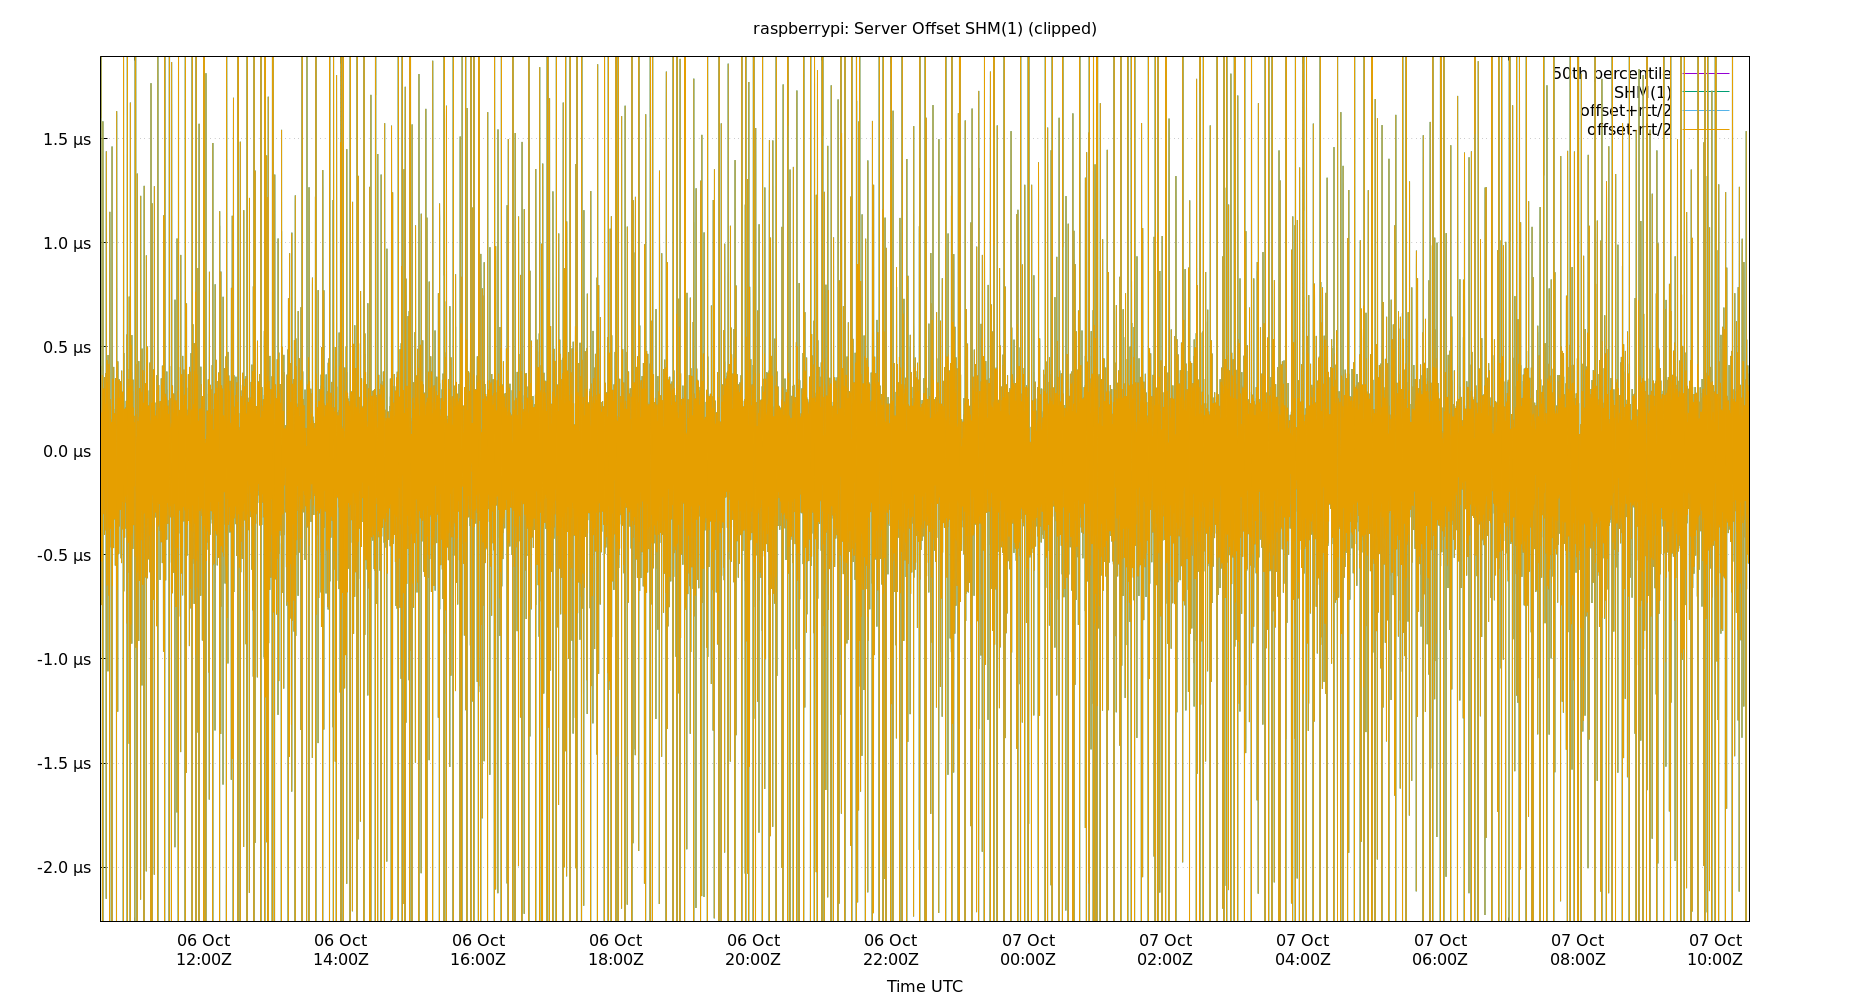 raspberrypi: Server Offset SHM(1) (clipped)
50th percentile
SHM(1)
offset+rtt/2
offset-rtt/2
1.5 µs
1.0 µs
0.5 µs
0.0 µs
-0.5 µs
-1.0 µs
-1.5 µs
-2.0 µs
06 Oct 06 Oct 06 Oct 06 Oct 06 Oct 06 Oct 07 Oct 07 Oct 07 Oct 07 Oct 07 Oct 07 Oct
12:00Z 14:00Z 16:00Z 18:00Z 20:00Z 22:00Z 00:00Z 02:00Z 04:00Z 06:00Z 08:00Z 10:00Z
Time UTC